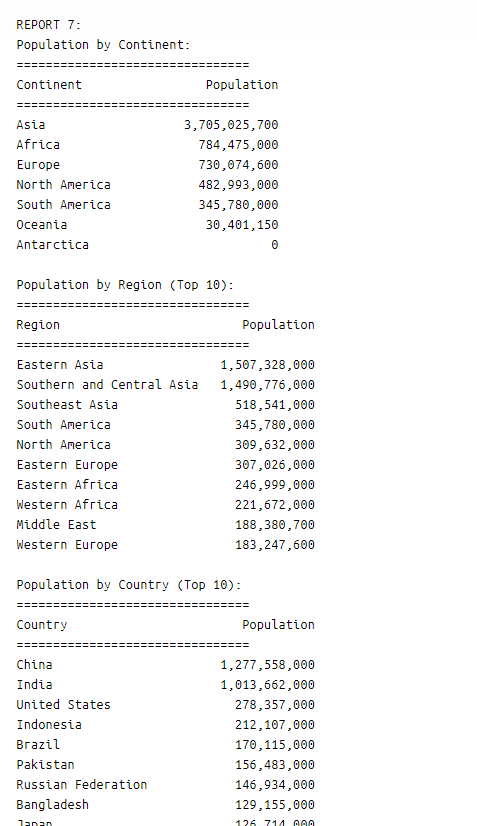 REPORT 7:
Population by Continent:
================================
Continent                 Population
================================
Asia                   3,705,025,700
Africa                   784,475,000
Europe                   730,074,600
North America            482,993,000
South America            345,780,000
Oceania                   30,401,150
Antarctica                         0
Population by Region (Top 10):
================================
Region                         Population
================================
Eastern Asia                1,507,328,000
Southern and Central Asia   1,490,776,000
Southeast Asia                518,541,000
South America                 345,780,000
North America                 309,632,000
Eastern Europe                307,026,000
Eastern Africa                246,999,000
Western Africa                221,672,000
Middle East                   188,380,700
Western Europe                183,247,600
Population by Country (Top 10):
================================
Country                        Population
================================
China                       1,277,558,000
India                       1,013,662,000
United States                 278,357,000
Indonesia                     212,107,000
Brazil                        170,115,000
Pakistan                      156,483,000
Russian Federation            146,934,000
Bangladesh                    129,155,000
Japan                         126,714,000